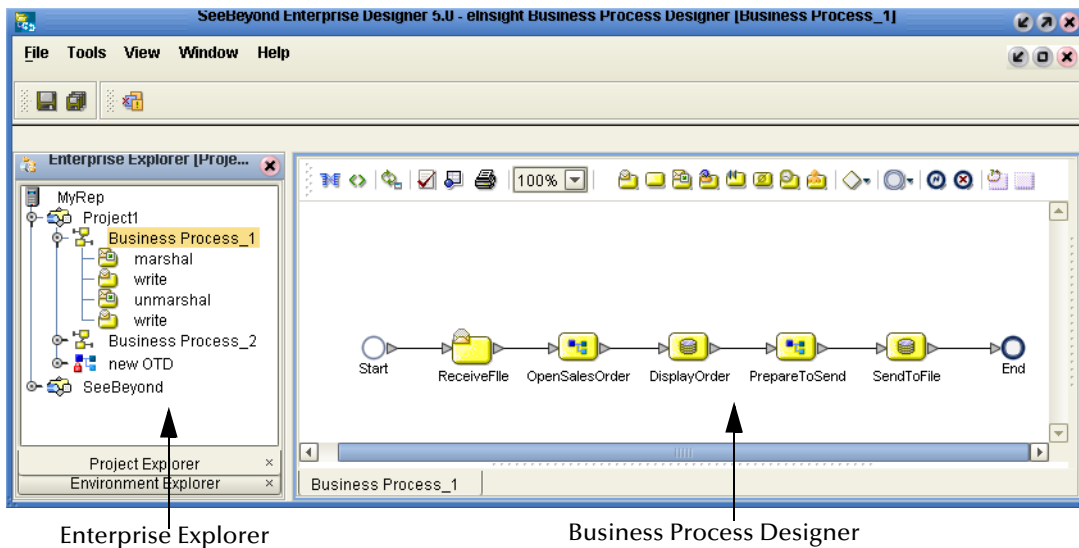 SeeBeyond Enterprise Designer 5.0 - eInsight Business Process Designer [Business Process_1]
File Tools View Window Help
Enterprise Explorer [Proje...
100%
MyRep
Project1
Business Process_1
marshal
write
unmarshal
write
Business Process_2
new OTD
SeeBeyond
Start
ReceiveFIle
OpenSalesOrder
DisplayOrder
PrepareToSend
SendToFile
End
Project Explorer
Environment Explorer
Business Process_1
Enterprise Explorer
Business Process Designer